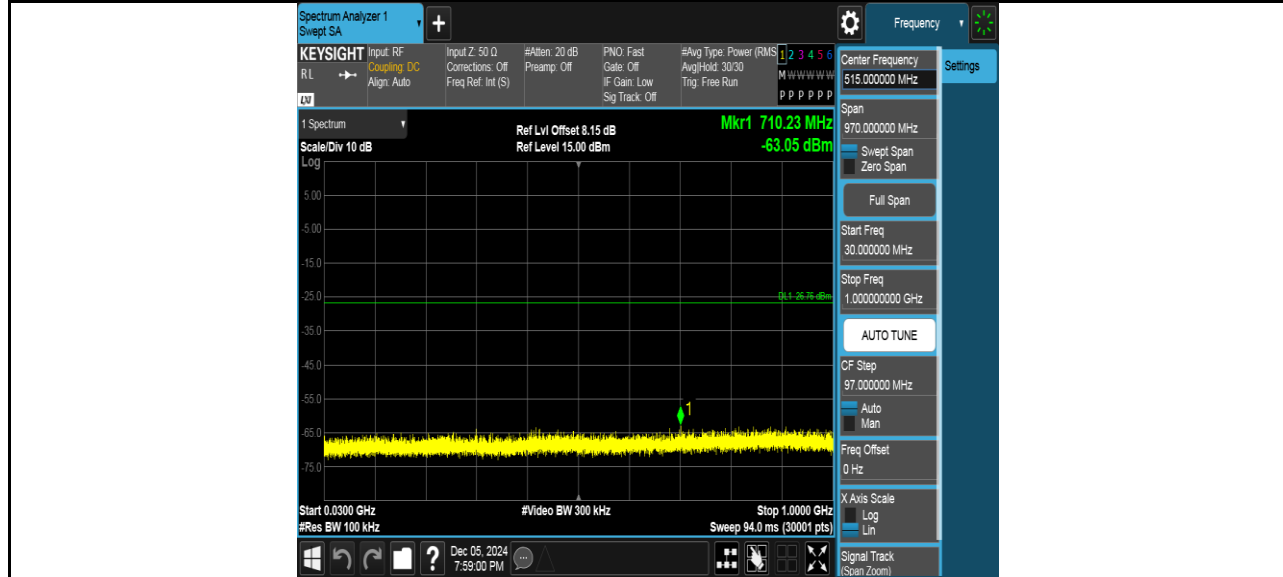 Spectrum Analyzer 1
Swept SA
+
Frequency
KEYSIGHT
RL
LXI
Input: RF
Coupling: DC
Align: Auto
Input Z: 50 Ω
Corrections: Off
Freq Ref: Int (S)
#Atten: 20 dB
Preamp: Off
PNO: Fast
Gate: Off
IF Gain: Low
Sig Track: Off
#Avg Type: Power (RMS
Avg|Hold: 30/30
Trig: Free Run
1 2 3 4 5 6
M W W W W W
P P P P P P
1 Spectrum
Scale/Div 10 dB
Ref Lvl Offset 8.15 dB
Ref Level 15.00 dBm
Mkr1 710.23 MHz
-63.05 dBm
Log
5.00
-5.00
-15.0
-25.0
DL1 -26.76 dBm
-35.0
-45.0
-55.0
1
-65.0
-75.0
Start 0.0300 GHz
#Res BW 100 kHz
#Video BW 300 kHz
Stop 1.0000 GHz
Sweep 94.0 ms (30001 pts)
?
Dec 05, 2024
7:59:00 PM
Settings
Center Frequency
515.000000 MHz
Span
970.000000 MHz
Swept Span
Zero Span
Full Span
Start Freq
30.000000 MHz
Stop Freq
1.000000000 GHz
AUTO TUNE
CF Step
97.000000 MHz
Auto
Man
Freq Offset
0 Hz
X Axis Scale
Log
Lin
Signal Track
(Span Zoom)